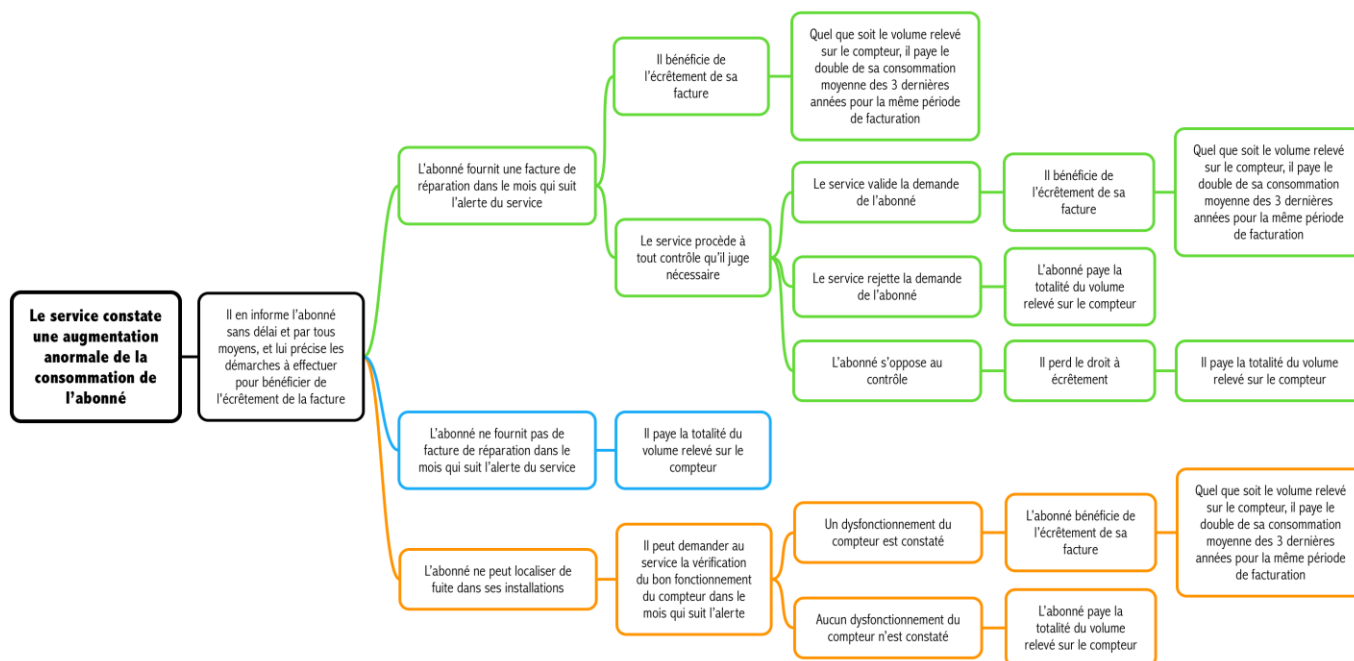 Le service constate
une augmentation
anormale de la
consommation de
l'abonné
Il en informe l'abonné
sans délai et par tous
moyens, et lui précise les
démarches à effectuer
pour bénéficier de
l'écrêtement de la facture
L'abonné fournit une facture de
réparation dans le mois qui suit
l'alerte du service
Il bénéficie de
l'écrêtement de sa
facture
Quel que soit le volume relevé
sur le compteur, il paye le
double de sa consommation
moyenne des 3 dernières
années pour la même période
de facturation
Le service procède à
tout contrôle qu'il juge
nécessaire
Le service valide la demande
de l'abonné
Il bénéficie de
l'écrêtement de sa
facture
Quel que soit le volume relevé
sur le compteur, il paye le
double de sa consommation
moyenne des 3 dernières
années pour la même période
de facturation
Le service rejette la demande
de l'abonné
L'abonné paye la
totalité du volume
relevé sur le compteur
L'abonné s'oppose au
contrôle
Il perd le droit à
écrêtement
Il paye la totalité du volume
relevé sur le compteur
L'abonné ne fournit pas de
facture de réparation dans le
mois qui suit l'alerte du service
Il paye la totalité du
volume relevé sur le
compteur
L'abonné ne peut localiser de
fuite dans ses installations
Il peut demander au
service la vérification
du bon fonctionnement
du compteur dans le
mois qui suit l'alerte
Un dysfonctionnement du
compteur est constaté
L'abonné bénéficie de
l'écrêtement de sa
facture
Quel que soit le volume relevé
sur le compteur, il paye le
double de sa consommation
moyenne des 3 dernières
années pour la même période
de facturation
Aucun dysfonctionnement du
compteur n'est constaté
L'abonné paye la
totalité du volume
relevé sur le compteur